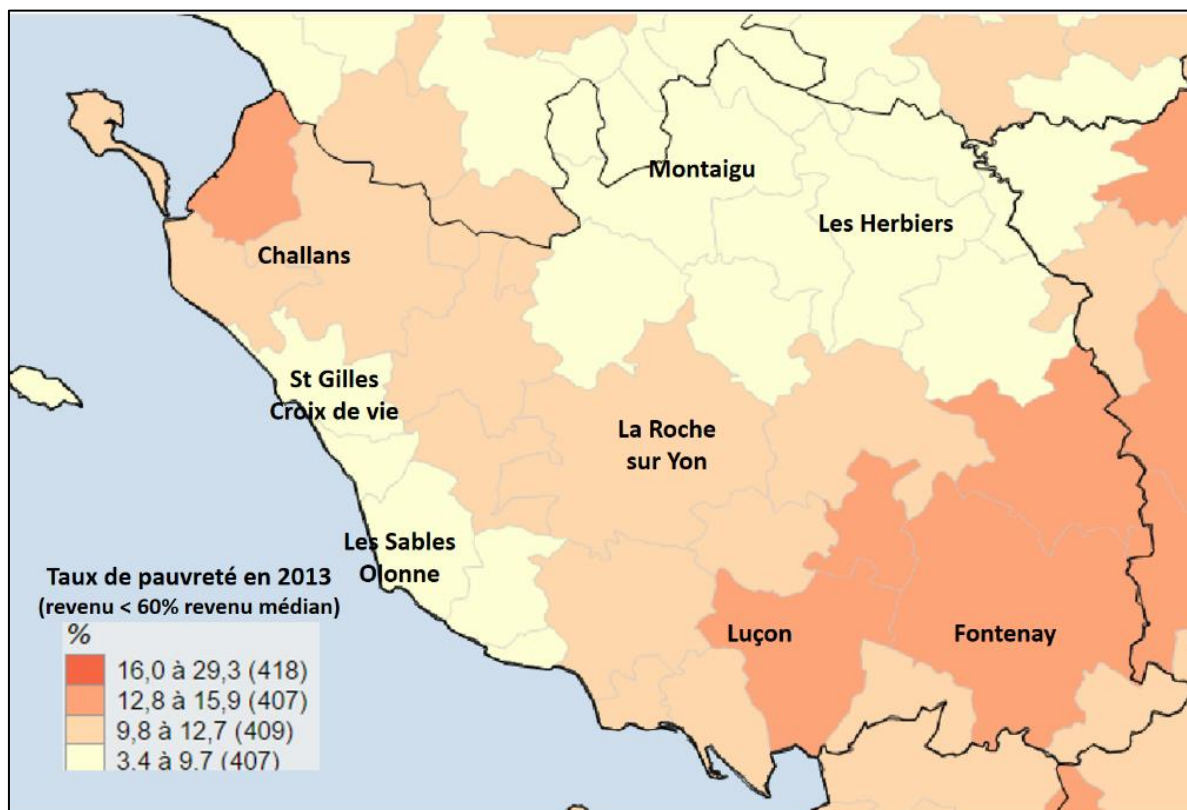 Montaigu
Les Herbiers
Challans
St Gilles
Croix de vie
La Roche
sur Yon
Les Sables
Olonne
Luçon
Fontenay
Taux de pauvreté en 2013
(revenu < 60% revenu médian)
%
16,0 à 29,3 (418)
12,8 à 15,9 (407)
9,8 à 12,7 (409)
3,4 à 9,7 (407)